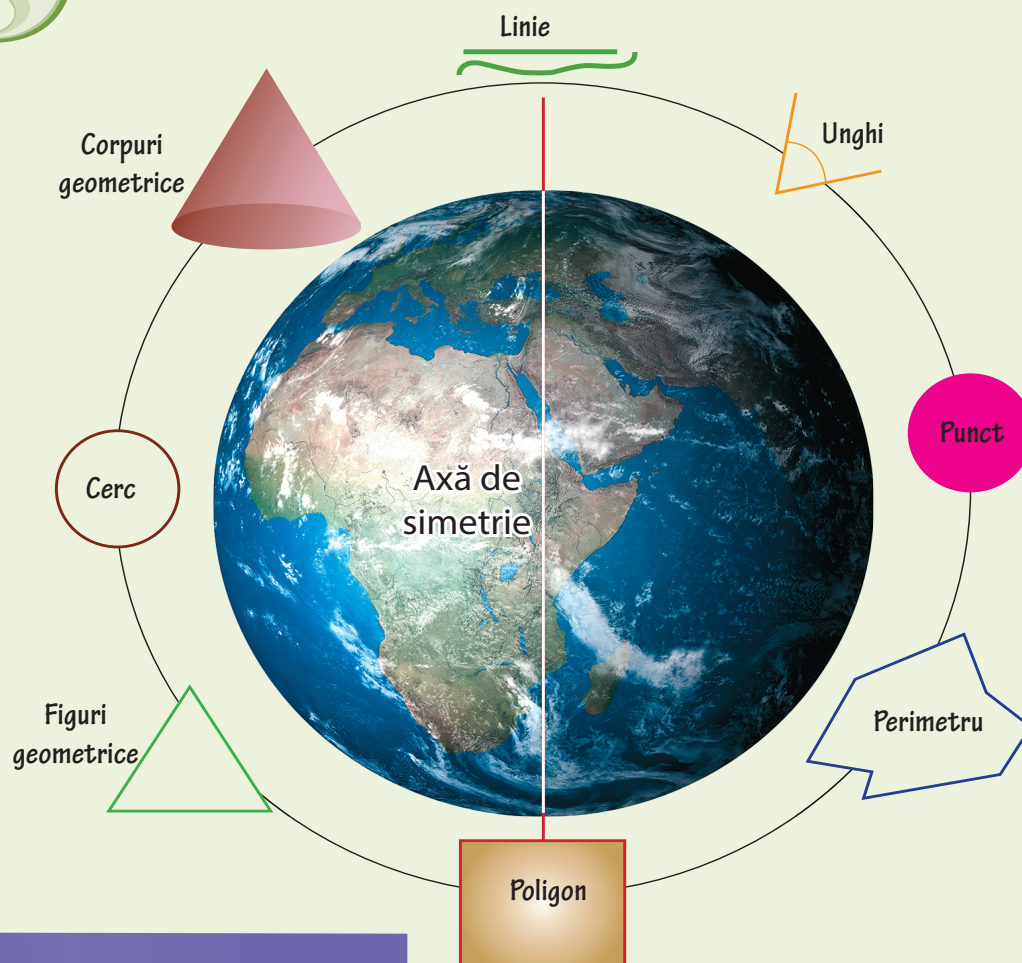 Linie
Corpuri
geometrice
Unghi
Punct
Cerc
Axă de
simetrie
Figuri
geometrice
Perimetru
Poligon